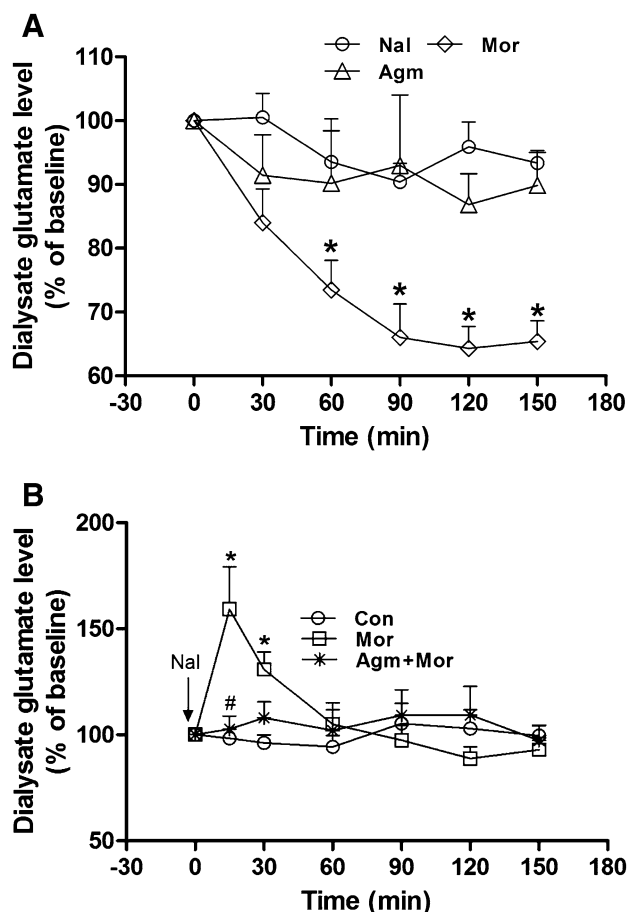 A
Nal Mor
Agm
Dialysate glutamate level
(% of baseline)
110
100
90
80
70
60
* * * *
-30 0 30 60 90 120 150 180
Time (min)
B
Dialysate glutamate level
(% of baseline)
200
150
100
50
Con
Mor
Agm+Mor
Nal
* *
#
-30 0 30 60 90 120 150 180
Time (min)